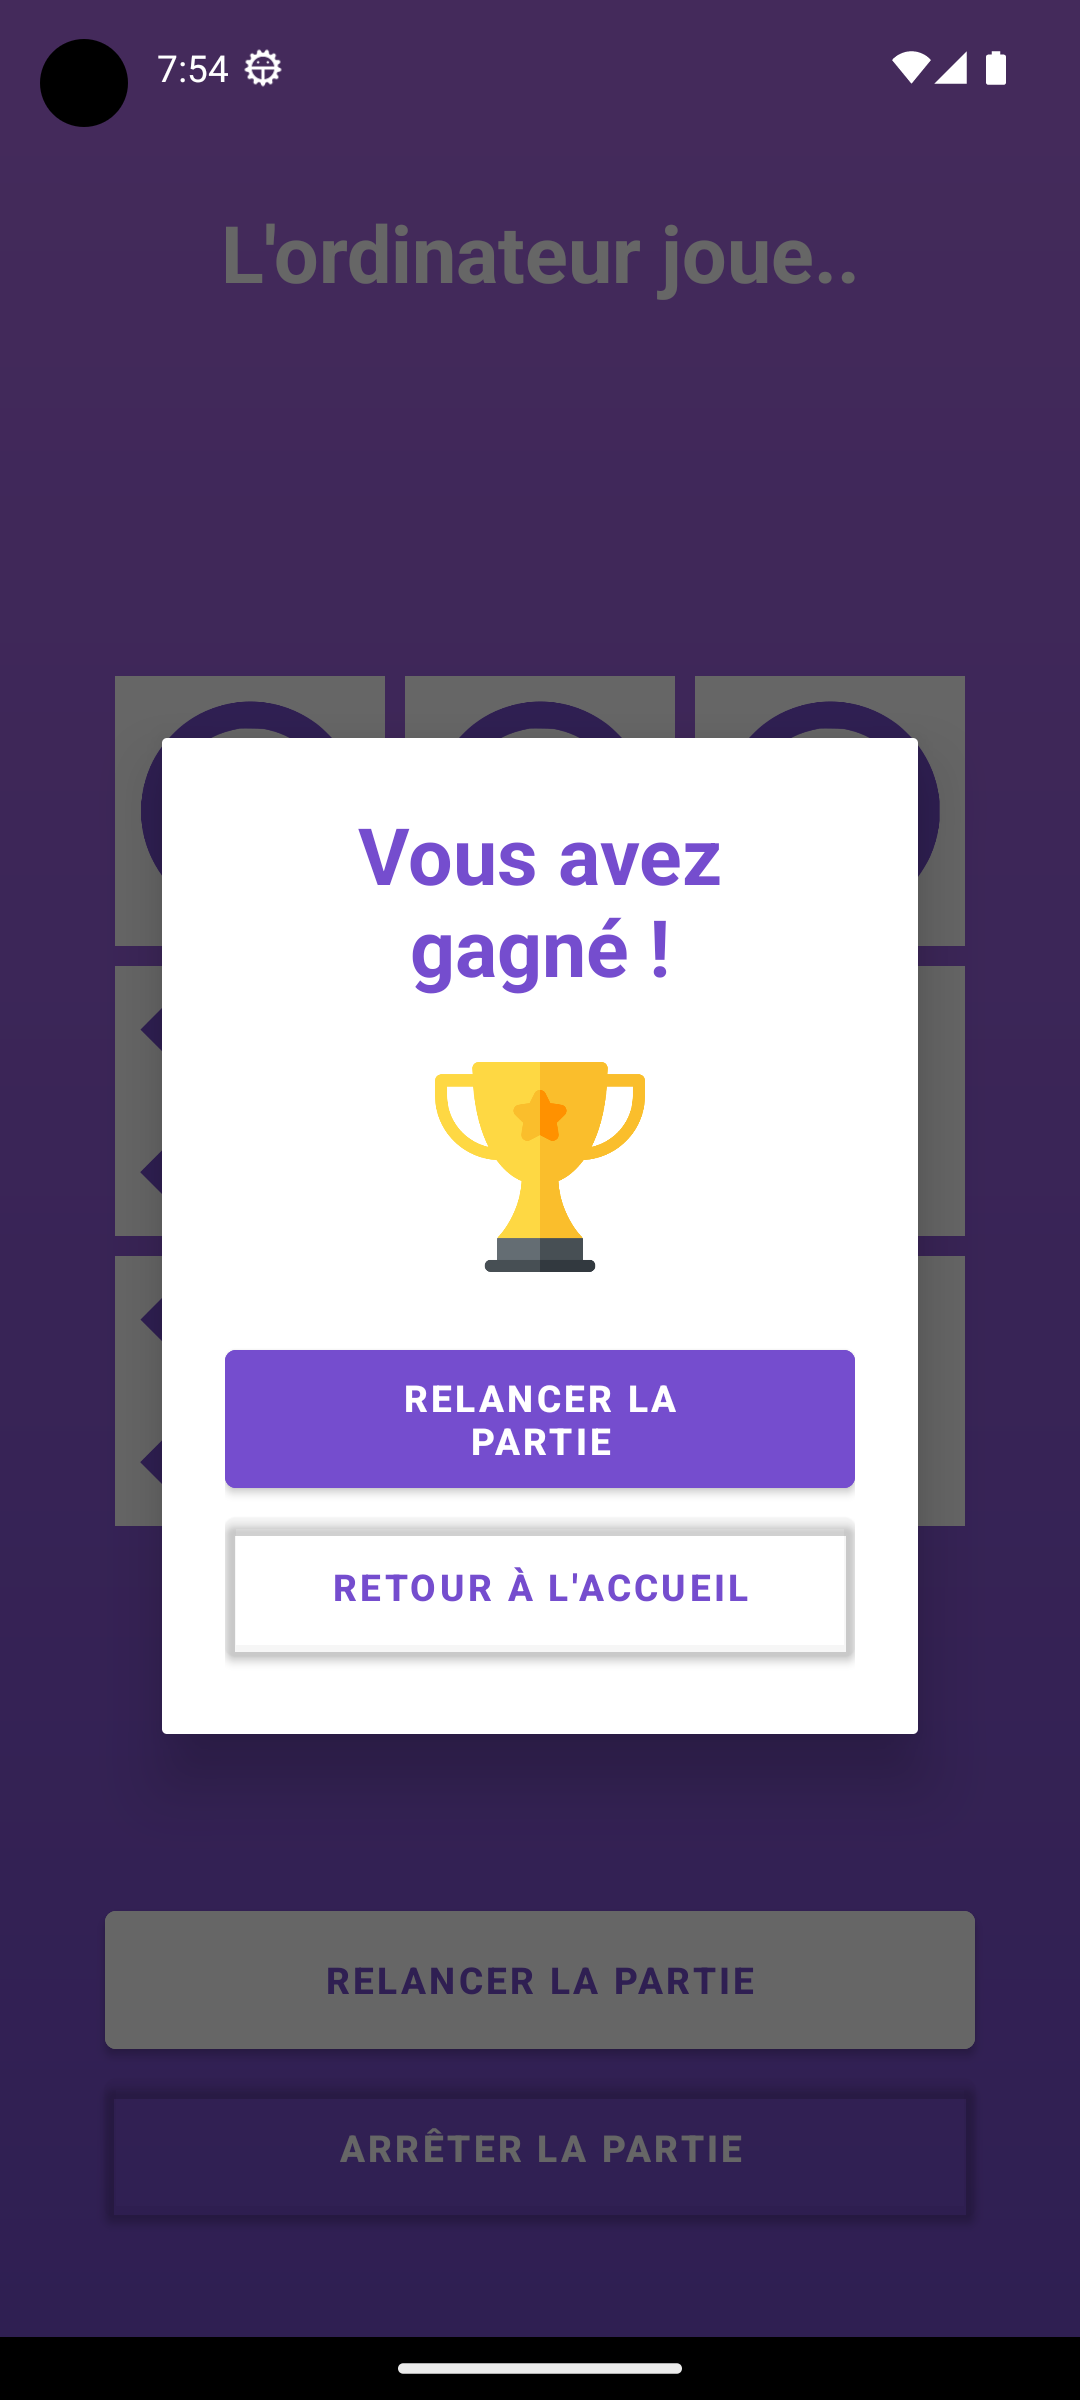 7:54
L'ordinateur joue..
Vous avez
gagné !
RELANCER LA
PARTIE
RETOUR À L'ACCUEIL
RELANCER LA PARTIE
ARRÊTER LA PARTIE